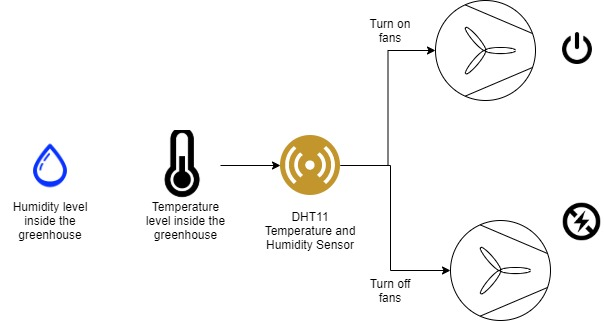 Turn on
fans
Humidity level
inside the
greenhouse
Temperature
level inside the
greenhouse
DHT11
Temperature and
Humidity Sensor
Turn off
fans